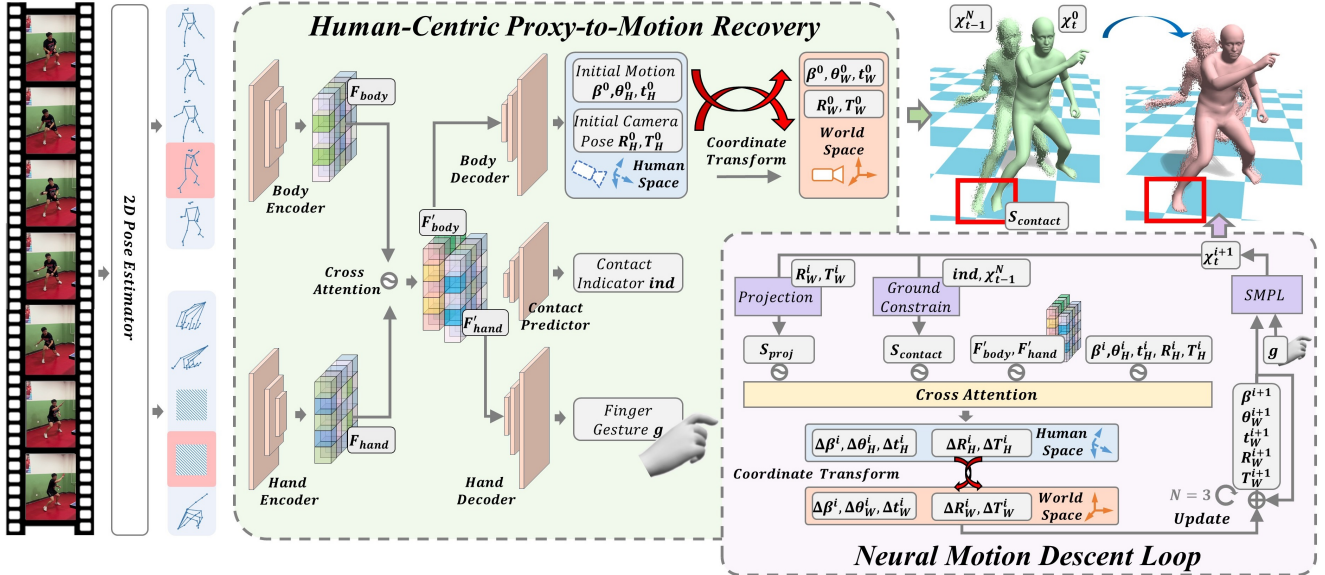 Human-Centric Proxy-to-Motion Recovery
2D Pose Estimator
F_body
Body
Encoder
Cross
Attention
F_hand
Hand
Encoder
F′_body
F′_hand
Body
Decoder
Contact
Predictor
Hand
Decoder
Initial Motion
β^0,θ_H^0,t_H^0
Initial Camera
Pose R_H^0,T_H^0
Human
Space
Coordinate
Transform
β^0,θ_W^0,t_W^0
R_W^0,T_W^0
World
Space
Contact
Indicator ind
Finger
Gesture g
χ_{t-1}^N
χ_t^0
S_contact
χ_t^{i+1}
R_W^i,T_W^i
ind,χ_{t-1}^N
Projection
Ground
Constrain
SMPL
S_proj
S_contact
F′_body,F′_hand
β^i,θ_H^i,t_H^i,R_H^i,T_H^i
g
Cross Attention
Δβ^i,Δθ_H^i,Δt_H^i
ΔR_H^i,ΔT_H^i
Human
Space
Coordinate Transform
Δβ^i,Δθ_W^i,Δt_W^i
ΔR_W^i,ΔT_W^i
World
Space
β^{i+1}
θ_W^{i+1}
t_W^{i+1}
R_W^{i+1}
T_W^{i+1}
N = 3
Update
Neural Motion Descent Loop